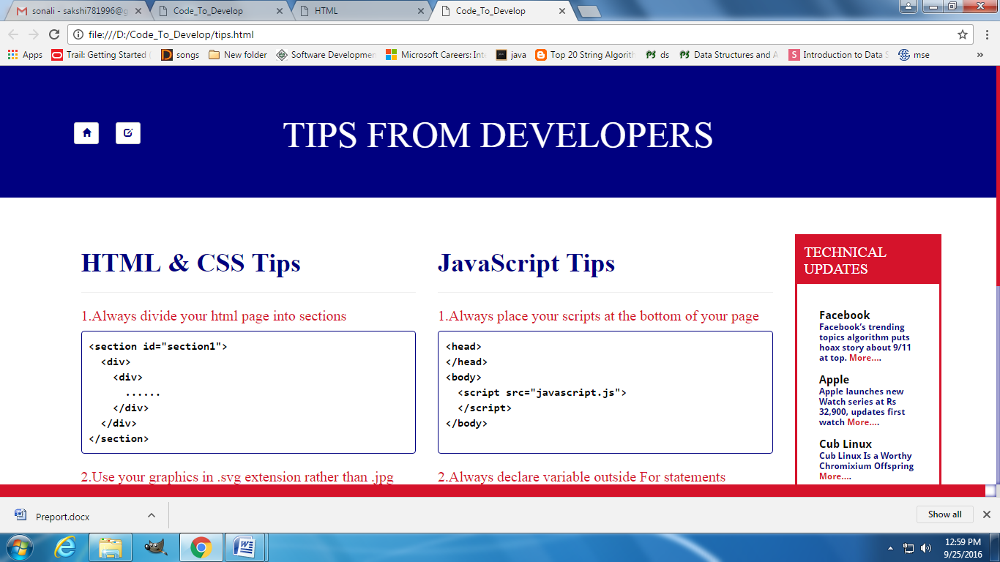 sonali - sakshi781996@g
Code_To_Develop
HTML
Code_To_Develop
file:///D:/Code_To_Develop/tips.html
Apps
Trail: Getting Started (
songs
New folder
Software Developmen
Microsoft Careers: Int
java
Top 20 String Algorith
ds
Data Structures and A
Introduction to Data S
mse
»
TIPS FROM DEVELOPERS
HTML & CSS Tips
1.Always divide your html page into sections
<section id="section1">
  <div>
    <div>
      ......
    </div>
  </div>
</section>
2.Use your graphics in .svg extension rather than .jpg
JavaScript Tips
1.Always place your scripts at the bottom of your page
<head>
</head>
<body>
  <script src="javascript.js">
  </script>
</body>
2.Always declare variable outside For statements
TECHNICAL
UPDATES
Facebook
Facebook's trending
topics algorithm puts
hoax story about 9/11
at top. More....
Apple
Apple launches new
Watch series at Rs
32,900, updates first
watch More....
Cub Linux
Cub Linux Is a Worthy
Chromixium Offspring
More....
Preport.docx
Show all
12:59 PM
9/25/2016